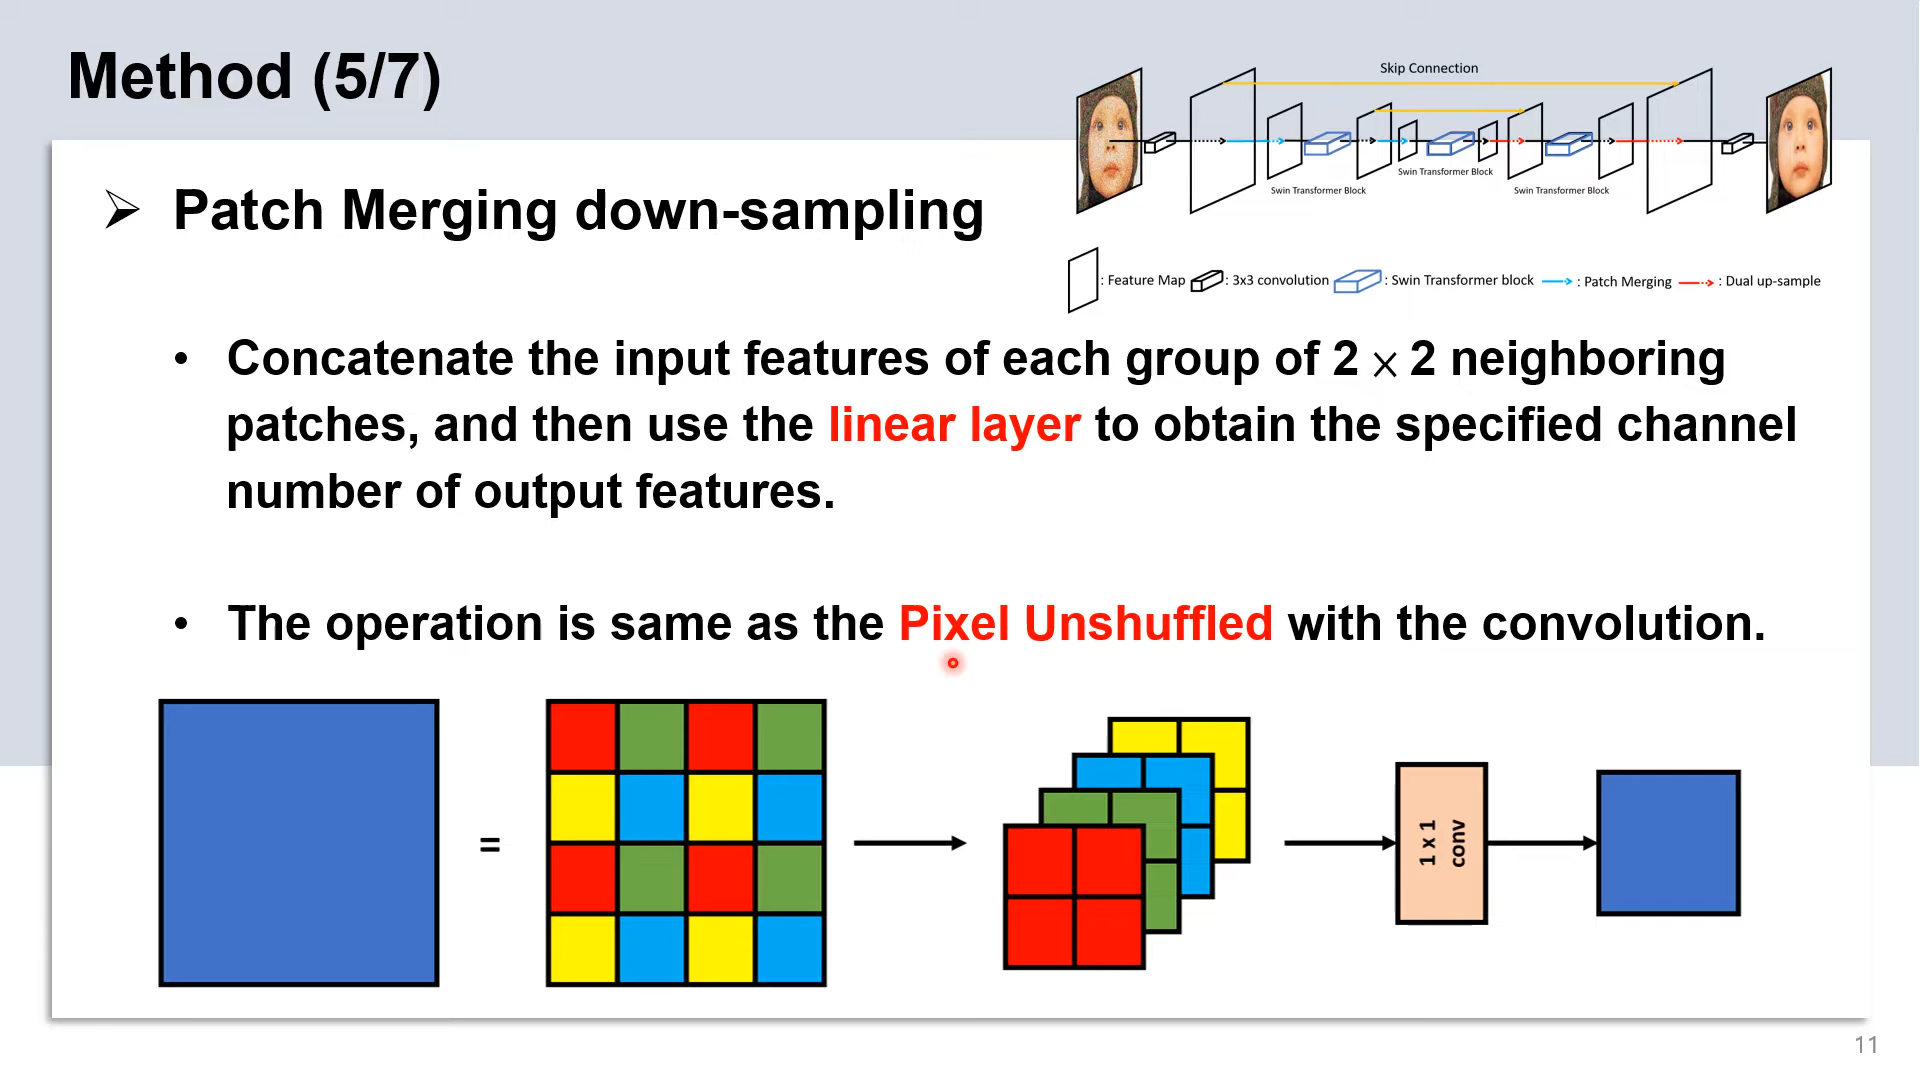 Method (5/7)
Skip Connection
Swin Transformer Block
Swin Transformer Block
Swin Transformer Block
: Feature Map : 3x3 convolution : Swin Transformer block : Patch Merging : Dual up-sample
➢ Patch Merging down-sampling
• Concatenate the input features of each group of 2 × 2 neighboring
patches, and then use the linear layer to obtain the specified channel
number of output features.
• The operation is same as the Pixel Unshuffled with the convolution.
=
1 x 1
conv
11